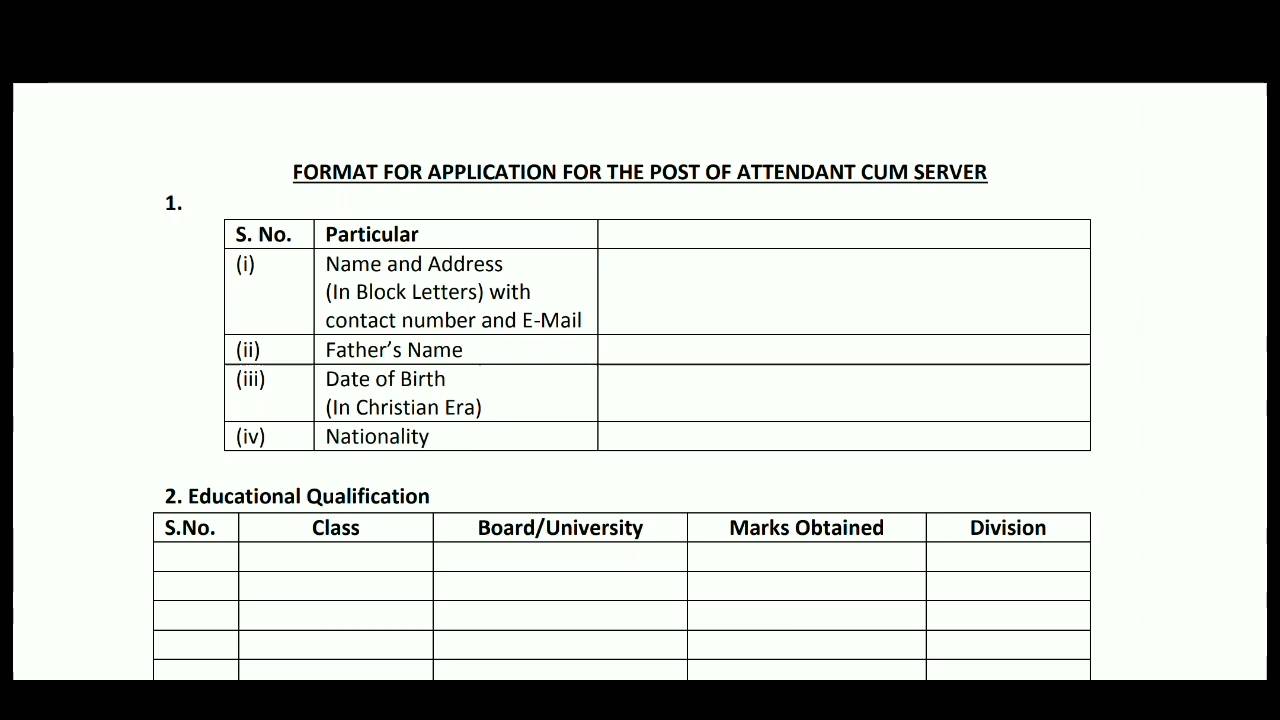 FORMAT FOR APPLICATION FOR THE POST OF ATTENDANT CUM SERVER
1.
S. No. Particular
(i) Name and Address
(In Block Letters) with
contact number and E-Mail
(ii) Father’s Name
(iii) Date of Birth
(In Christian Era)
(iv) Nationality
2. Educational Qualification
S.No. Class Board/University Marks Obtained Division